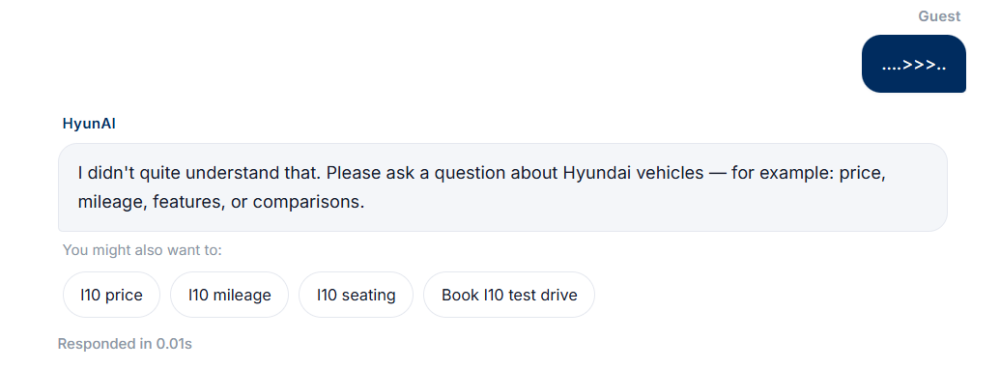 Guest
....>>>..
HyunAI
I didn't quite understand that. Please ask a question about Hyundai vehicles — for example: price,
mileage, features, or comparisons.
You might also want to:
I10 price
I10 mileage
I10 seating
Book I10 test drive
Responded in 0.01s